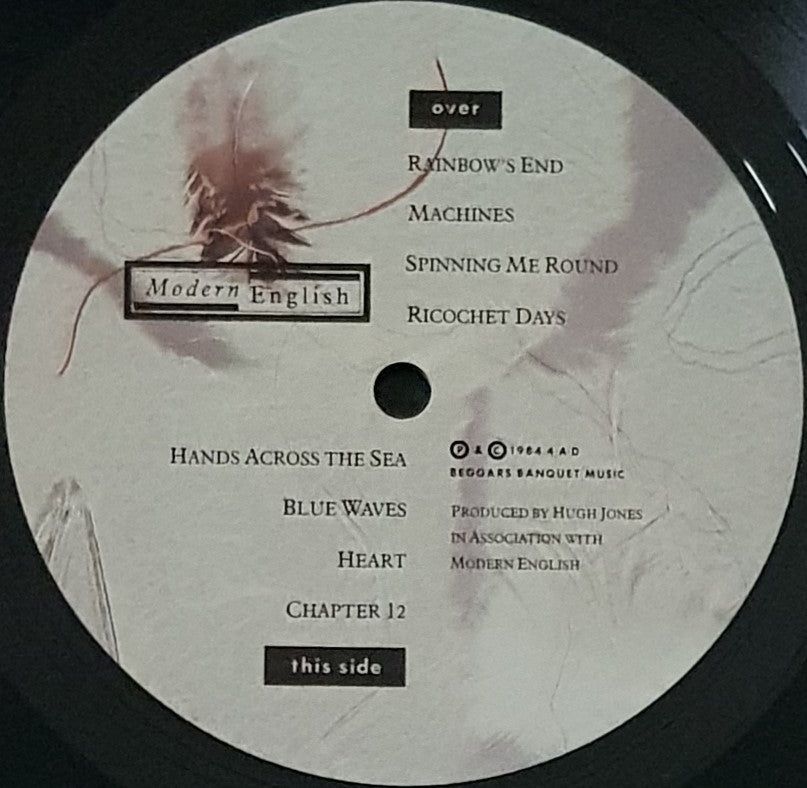 over
RAINBOW'S END
MACHINES
SPINNING ME ROUND
RICOCHET DAYS
Modern English
HANDS ACROSS THE SEA
BLUE WAVES
HEART
CHAPTER 12
this side
Ⓟ & Ⓒ 1984 4 A D
BEGGARS BANQUET MUSIC
PRODUCED BY HUGH JONES
IN ASSOCIATION WITH
MODERN ENGLISH